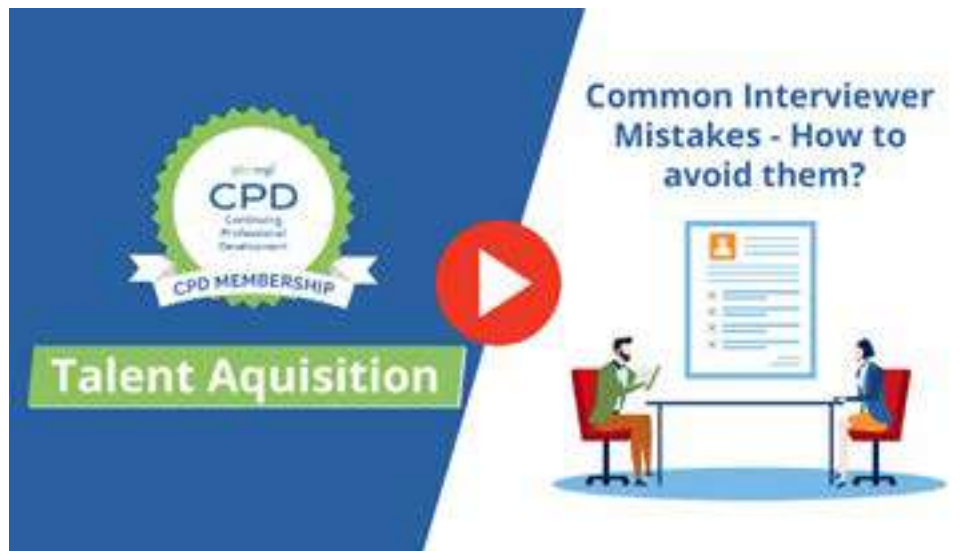 CPD
Continuing
Professional
Development
CPD MEMBERSHIP
Talent Aquisition
Common Interviewer
Mistakes - How to
avoid them?